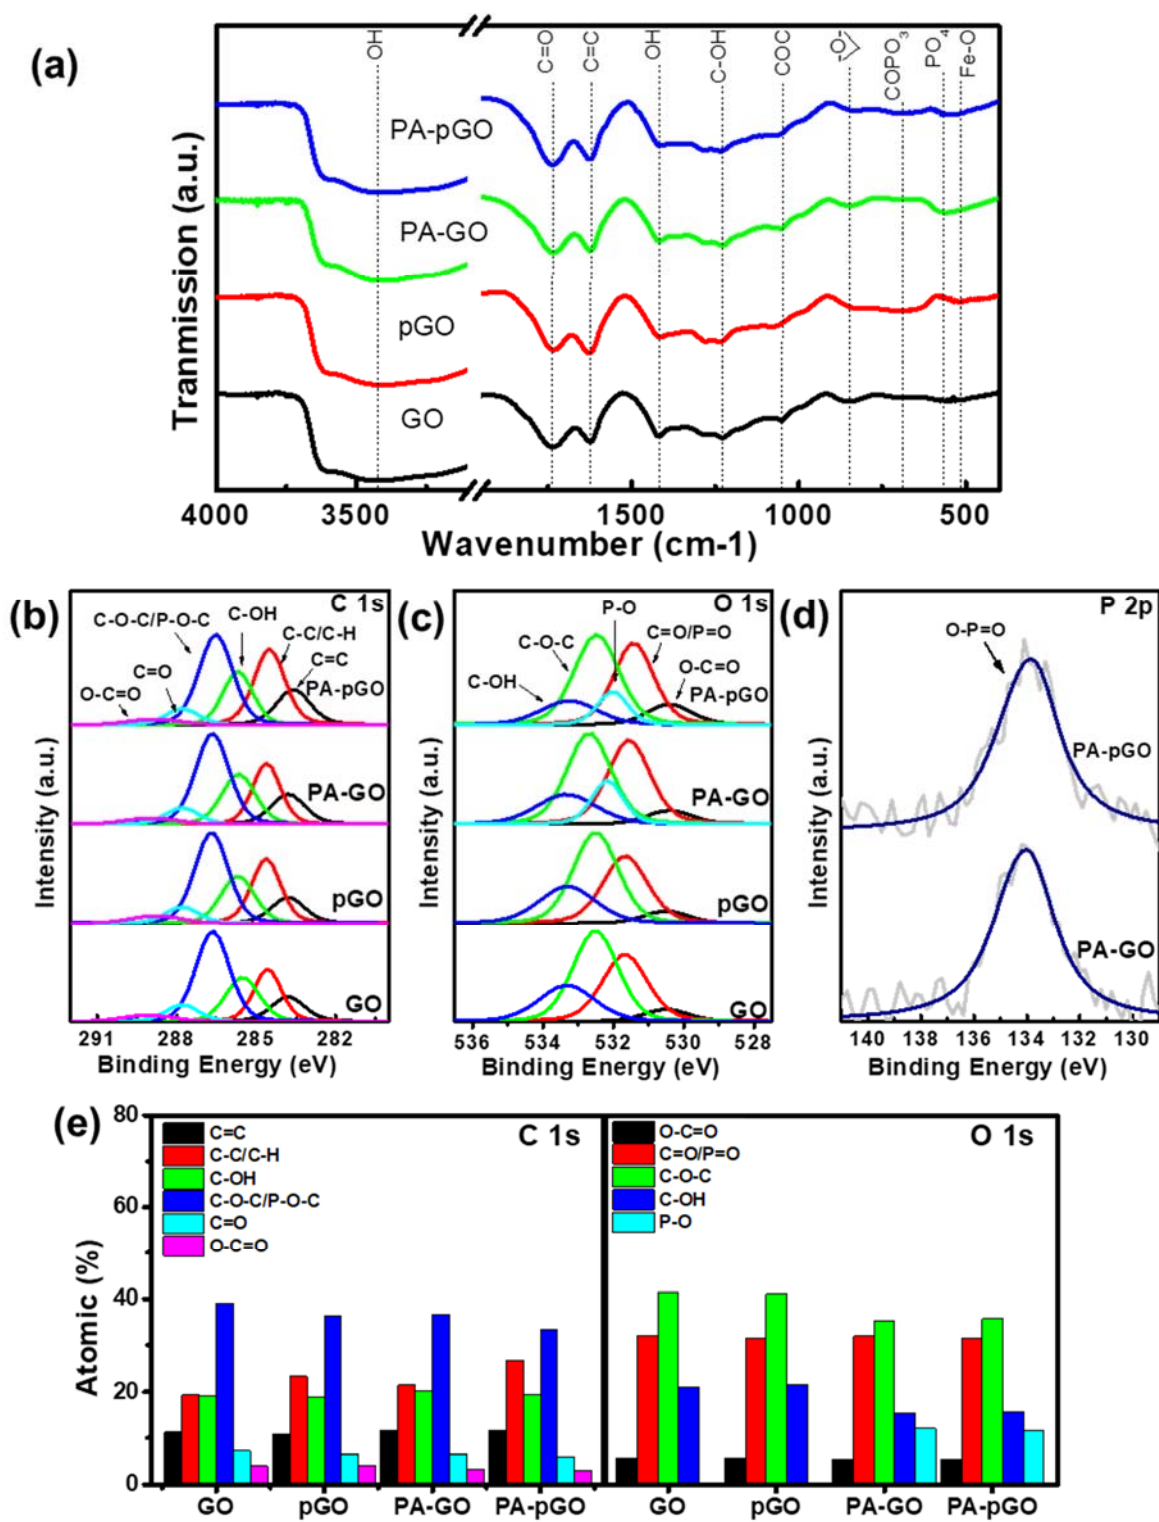 (a)
OH
C=O
C=C
OH
C-OH
COC
-O-
COPO3
PO4
Fe-O
PA-pGO
PA-GO
pGO
GO
Tranmission (a.u.)
4000 3500 1500 1000 500
Wavenumber (cm-1)
(b)
C 1s
C-O-C/P-O-C
C-OH
C-C/C-H
C=O
C=C
O-C=O
PA-pGO
PA-GO
pGO
GO
Intensity (a.u.)
291 288 285 282
Binding Energy (eV)
(c)
O 1s
P-O
C-O-C
C=O/P=O
C-OH
O-C=O
PA-pGO
PA-GO
pGO
GO
Intensity (a.u.)
536 534 532 530 528
Binding Energy (eV)
(d)
P 2p
O-P=O
PA-pGO
PA-GO
Intensity (a.u.)
140 138 136 134 132 130
Binding Energy (eV)
(e)
C 1s
C=C
C-C/C-H
C-OH
C-O-C/P-O-C
C=O
O-C=O
O 1s
O-C=O
C=O/P=O
C-O-C
C-OH
P-O
Atomic (%)
80
60
40
20
0
GO pGO PA-GO PA-pGO GO pGO PA-GO PA-pGO